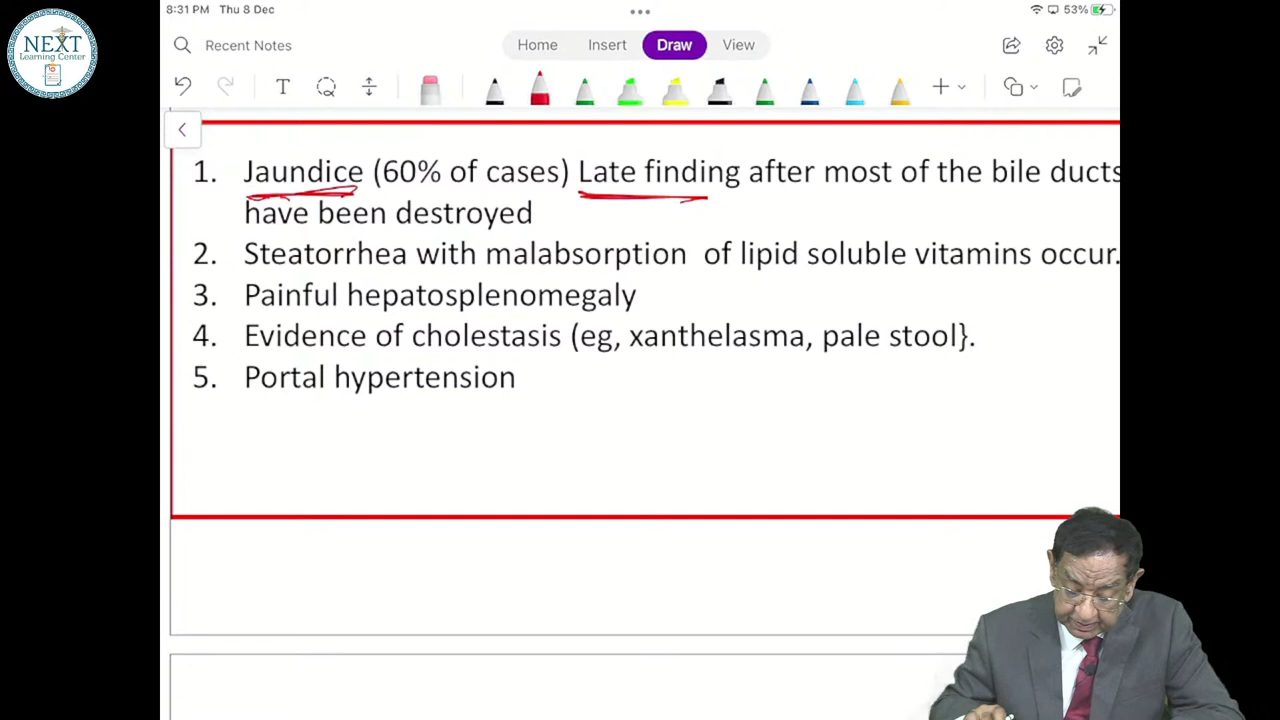 8:31 PM Thu 8 Dec
53%
NEXT
Learning Center
Recent Notes
Home Insert Draw View
T
1. Jaundice (60% of cases) Late finding after most of the bile ducts
have been destroyed
2. Steatorrhea with malabsorption of lipid soluble vitamins occur.
3. Painful hepatosplenomegaly
4. Evidence of cholestasis (eg, xanthelasma, pale stool}.
5. Portal hypertension